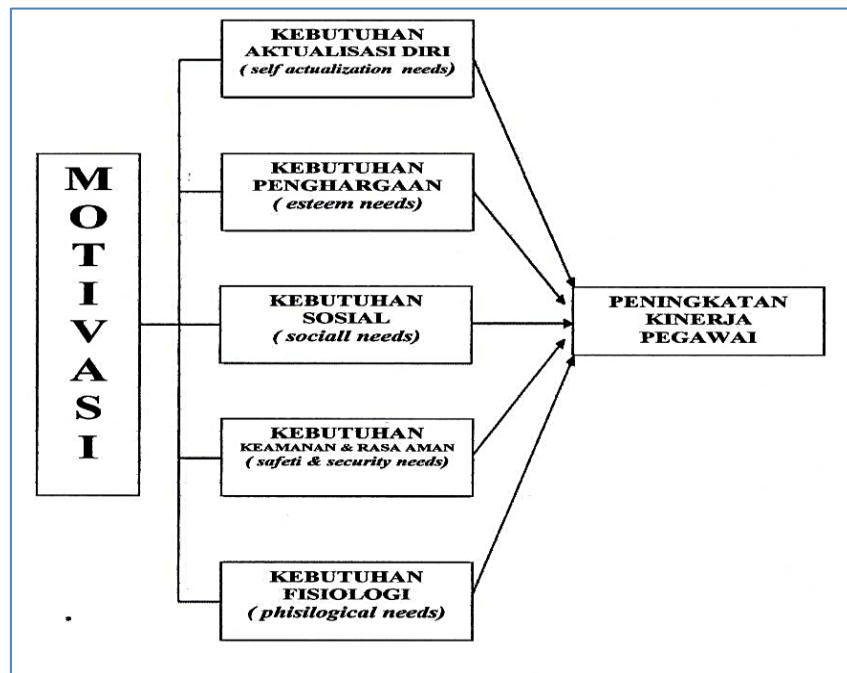 MOTIVASI
KEBUTUHAN
AKTUALISASI DIRI
( self actualization needs)
KEBUTUHAN
PENGHARGAAN
( esteem needs)
KEBUTUHAN
SOSIAL
( sociall needs)
KEBUTUHAN
KEAMANAN & RASA AMAN
( safeti & security needs)
KEBUTUHAN
FISIOLOGI
( phisilogical needs)
PENINGKATAN
KINERJA
PEGAWAI